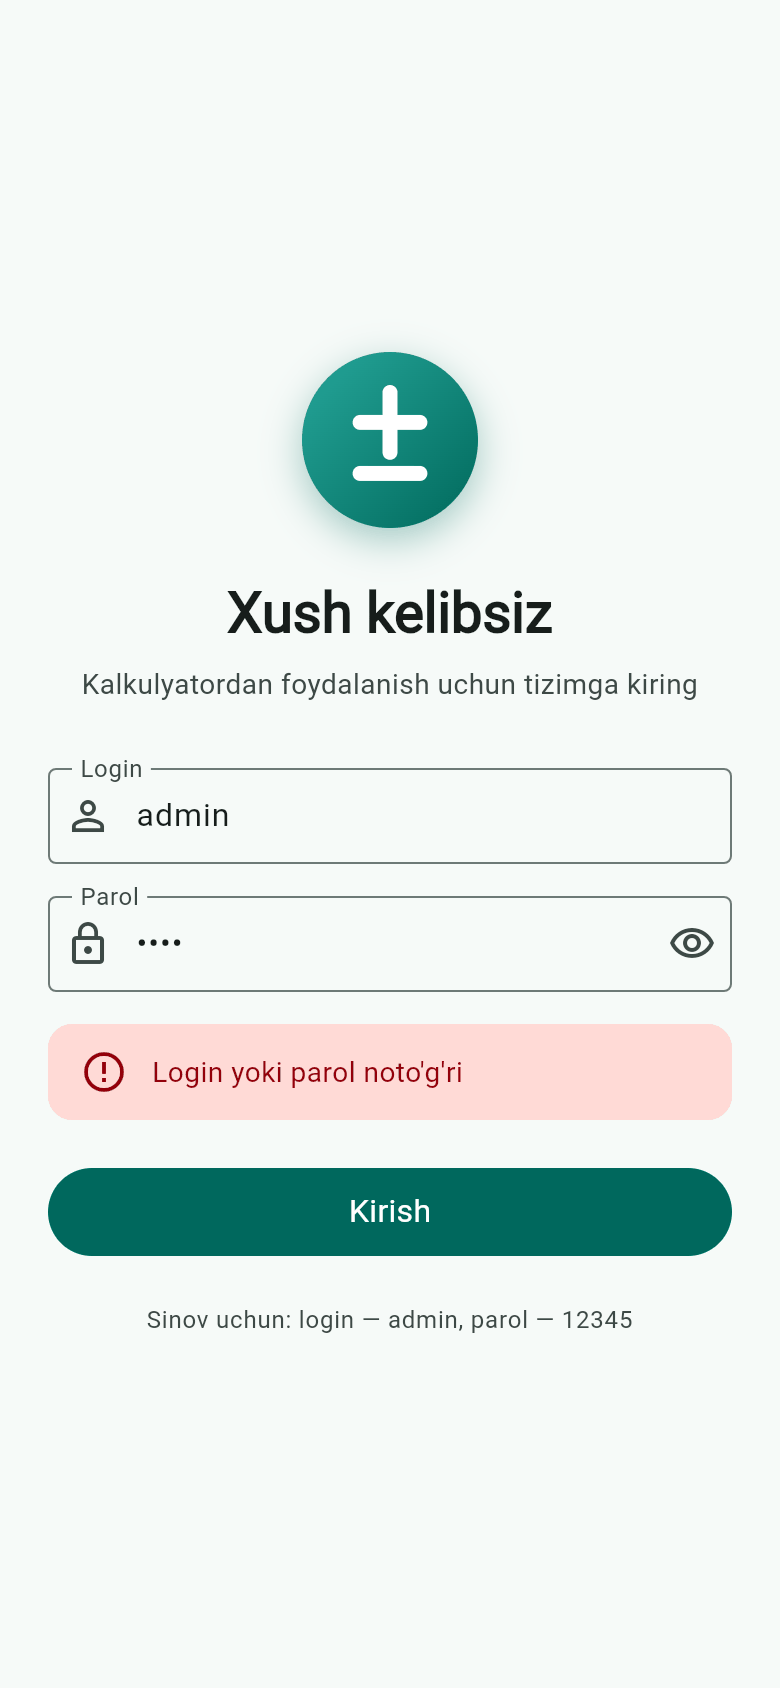 Xush kelibsiz
Kalkulyatordan foydalanish uchun tizimga kiring
Login
admin
Parol
••••
Login yoki parol noto'g'ri
Kirish
Sinov uchun: login — admin, parol — 12345